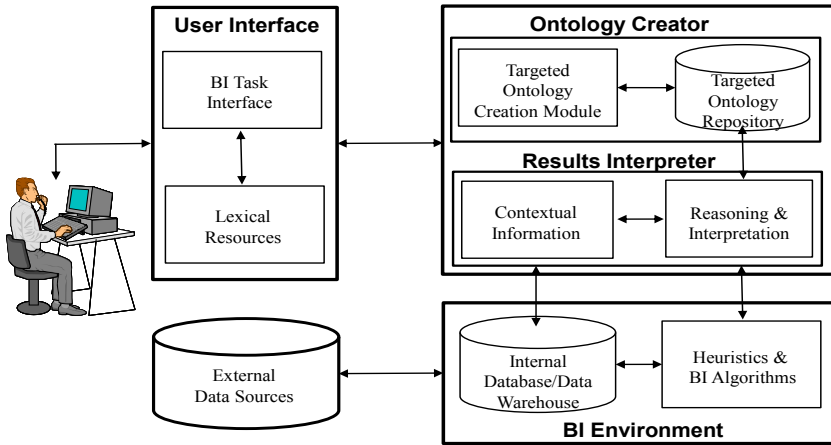 User Interface
BI Task
Interface
Lexical
Resources
Ontology Creator
Targeted
Ontology
Creation Module
Targeted
Ontology
Repository
Results Interpreter
Contextual
Information
Reasoning &
Interpretation
External
Data Sources
Internal
Database/Data
Warehouse
Heuristics &
BI Algorithms
BI Environment